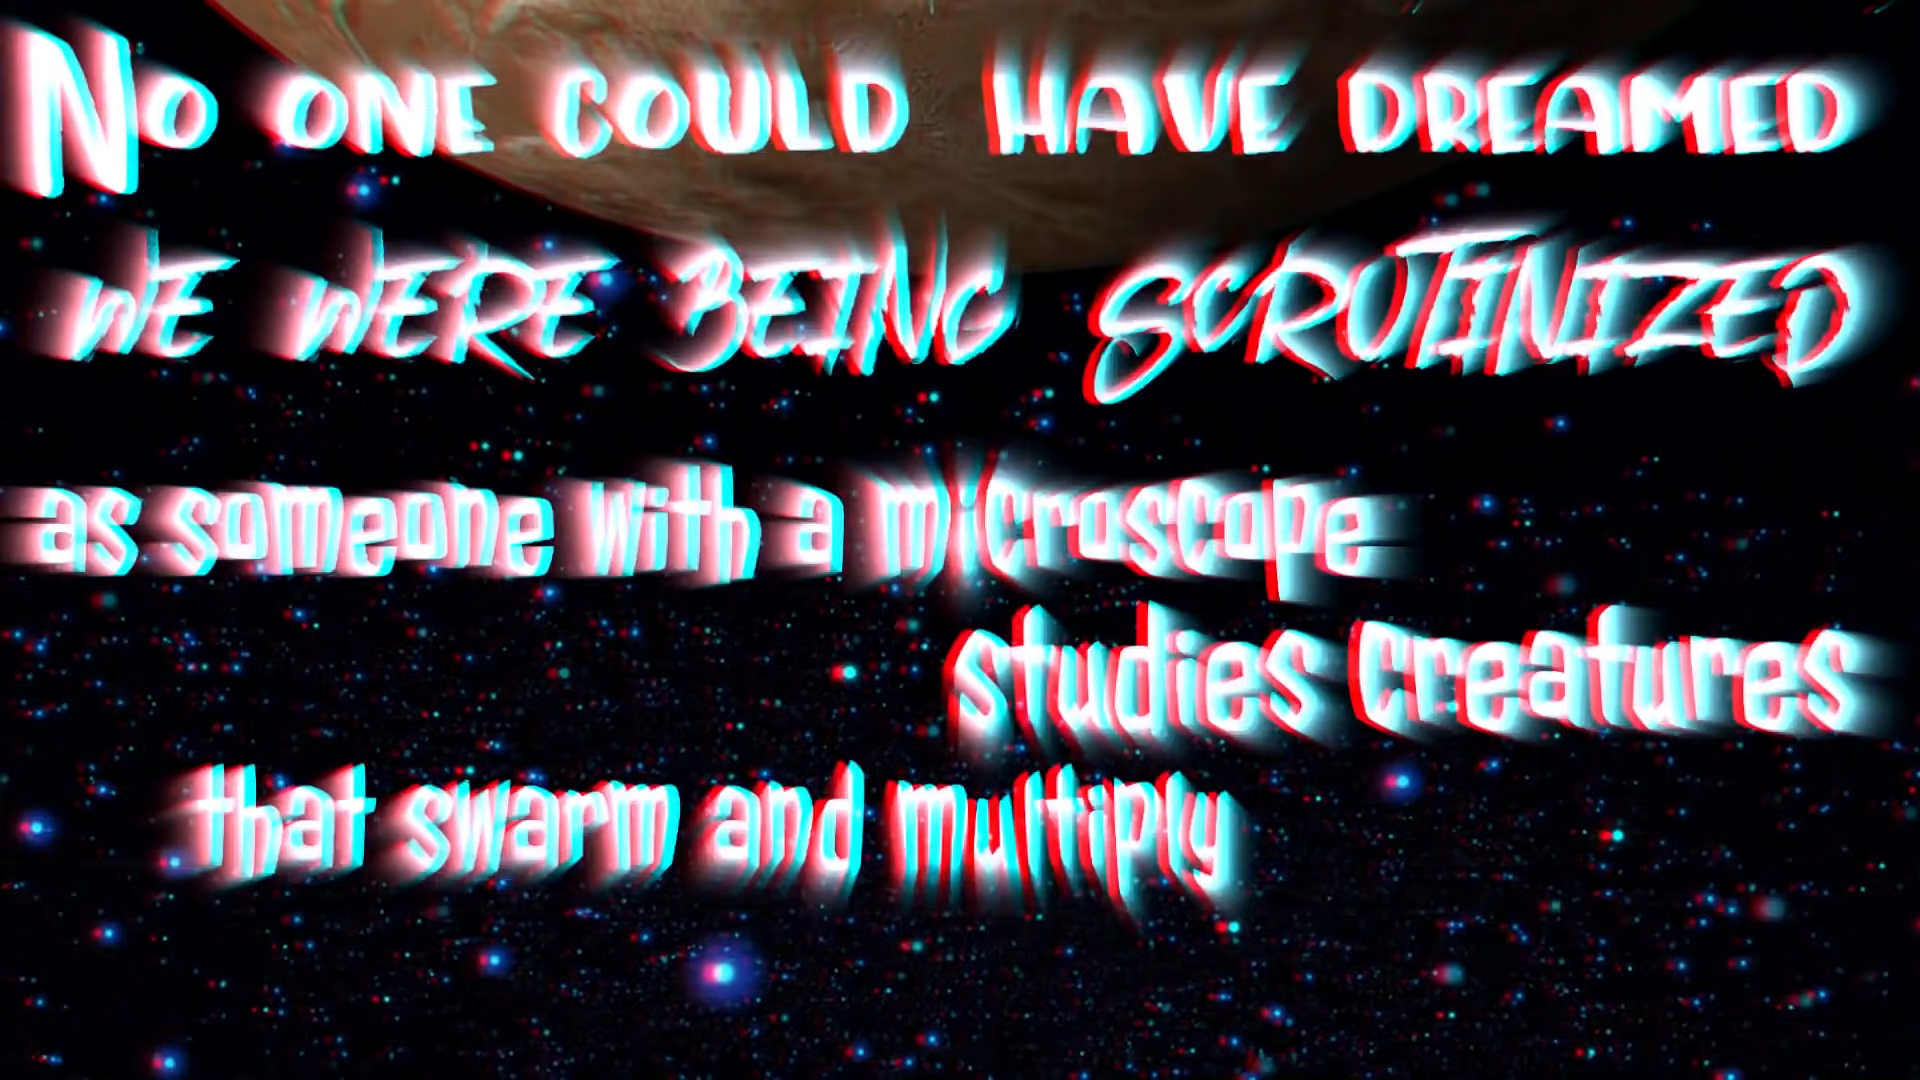 No one could have dreamed
we were being scrutinized
as someone with a microscope
studies creatures
that swarm and multiply